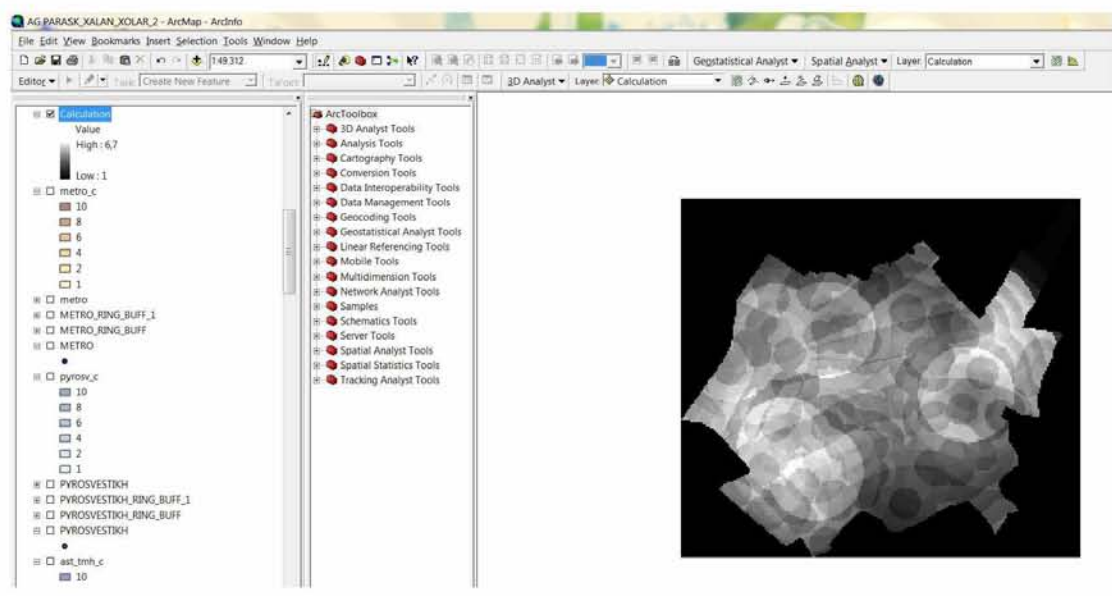 AG PARASK_XALAN_XOLAR_2 - ArcMap - ArcInfo
File Edit View Bookmarks Insert Selection Tools Window Help
1:49.312
Geostatistical Analyst Spatial Analyst Layer: Calculation
Editor Task: Create New Feature Target:
3D Analyst Layer: Calculation
Calculation
Value
High : 6,7
Low : 1
metro_c
10
8
6
4
2
1
metro
METRO_RING_BUFF_1
METRO_RING_BUFF
METRO
pyrosv_c
10
8
6
4
2
1
PYROSVESTIKH
PYROSVESTIKH_RING_BUFF_1
PYROSVESTIKH_RING_BUFF
PYROSVESTIKH
ast_tmh_c
10
ArcToolbox
3D Analyst Tools
Analysis Tools
Cartography Tools
Conversion Tools
Data Interoperability Tools
Data Management Tools
Geocoding Tools
Geostatistical Analyst Tools
Linear Referencing Tools
Mobile Tools
Multidimension Tools
Network Analyst Tools
Samples
Schematics Tools
Server Tools
Spatial Analyst Tools
Spatial Statistics Tools
Tracking Analyst Tools